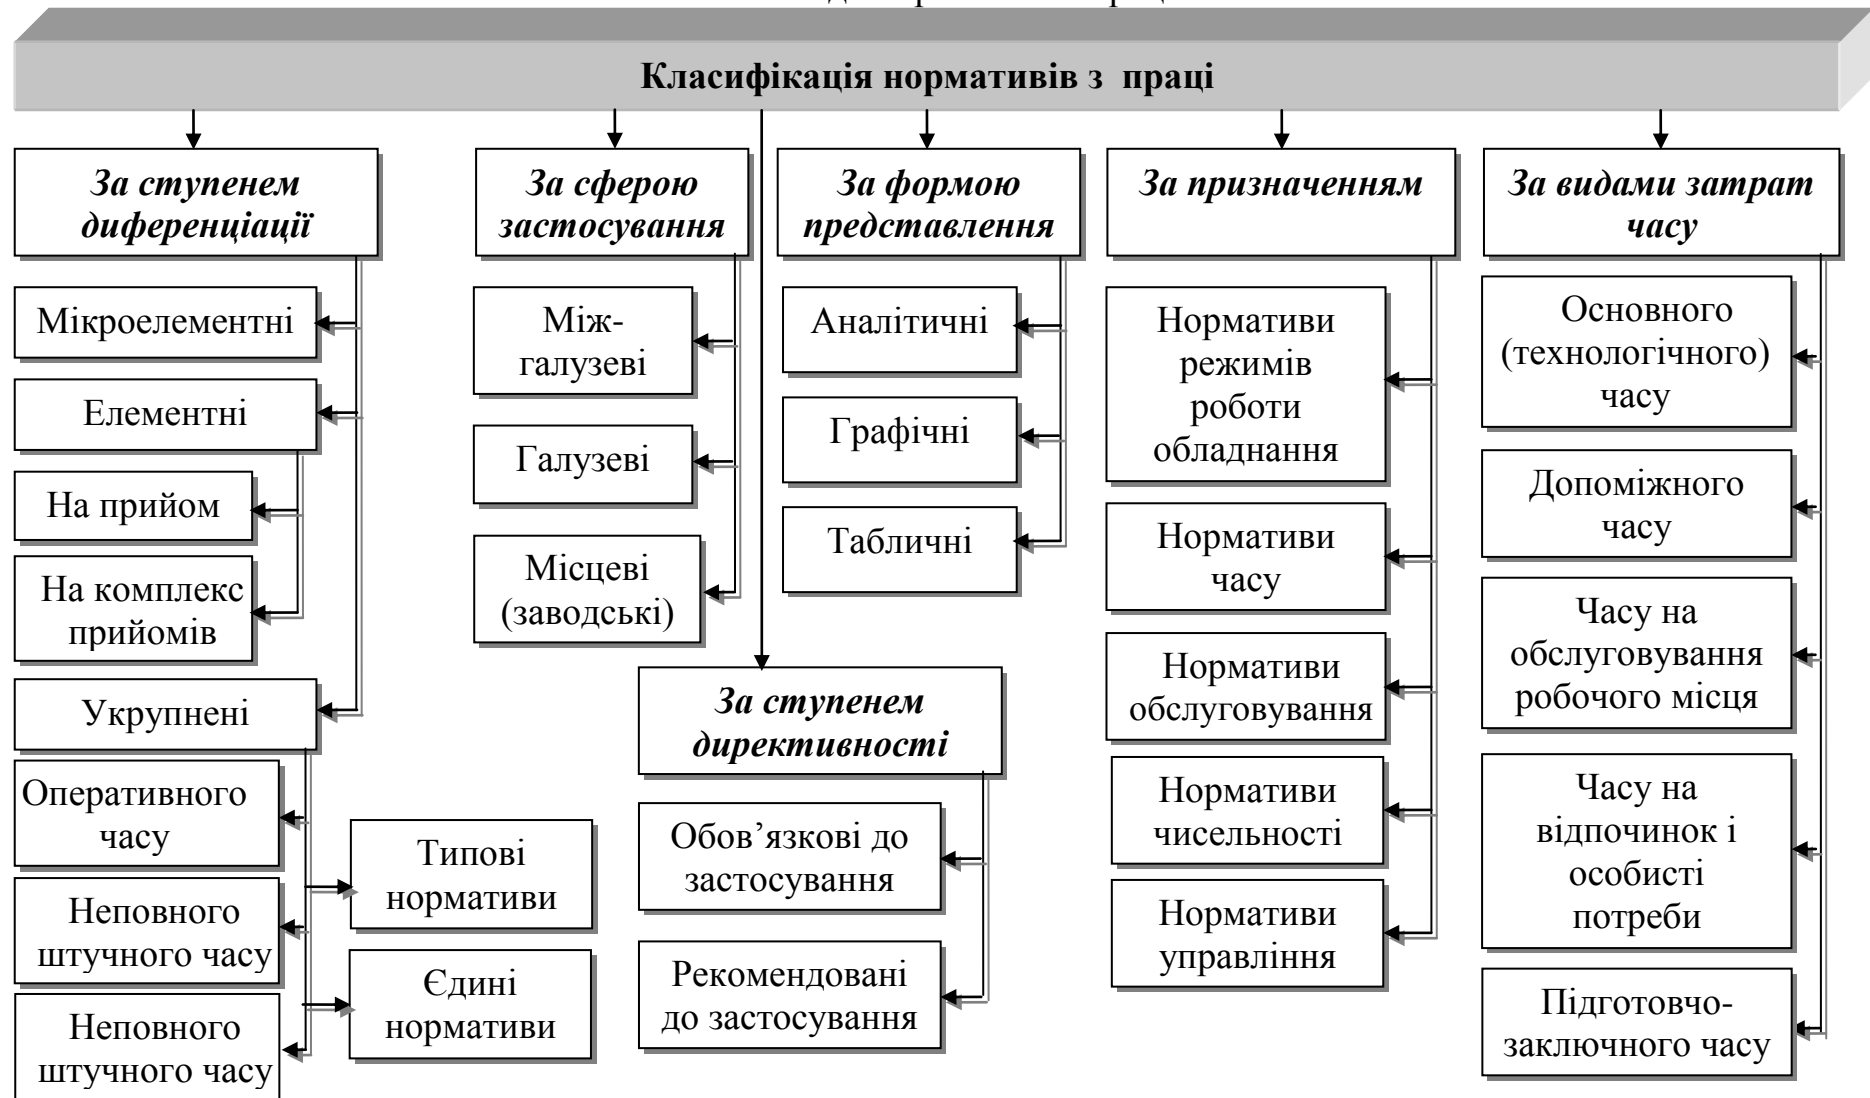 Класифікація нормативів з праці
За ступенем
диференціації
Мікроелементні
Елементні
На прийом
На комплекс
прийомів
Укрупнені
Оперативного
часу
Неповного
штучного часу
Неповного
штучного часу
Типові
нормативи
Єдині
нормативи
За сферою
застосування
Між-
галузеві
Галузеві
Місцеві
(заводські)
За ступенем
директивності
Обов’язкові до
застосування
Рекомендовані
до застосування
За формою
представлення
Аналітичні
Графічні
Табличні
За призначенням
Нормативи
режимів
роботи
обладнання
Нормативи
часу
Нормативи
обслуговування
Нормативи
чисельності
Нормативи
управління
За видами затрат
часу
Основного
(технологічного)
часу
Допоміжного
часу
Часу на
обслуговування
робочого місця
Часу на
відпочинок і
особисті
потреби
Підготовчо-
заключного часу